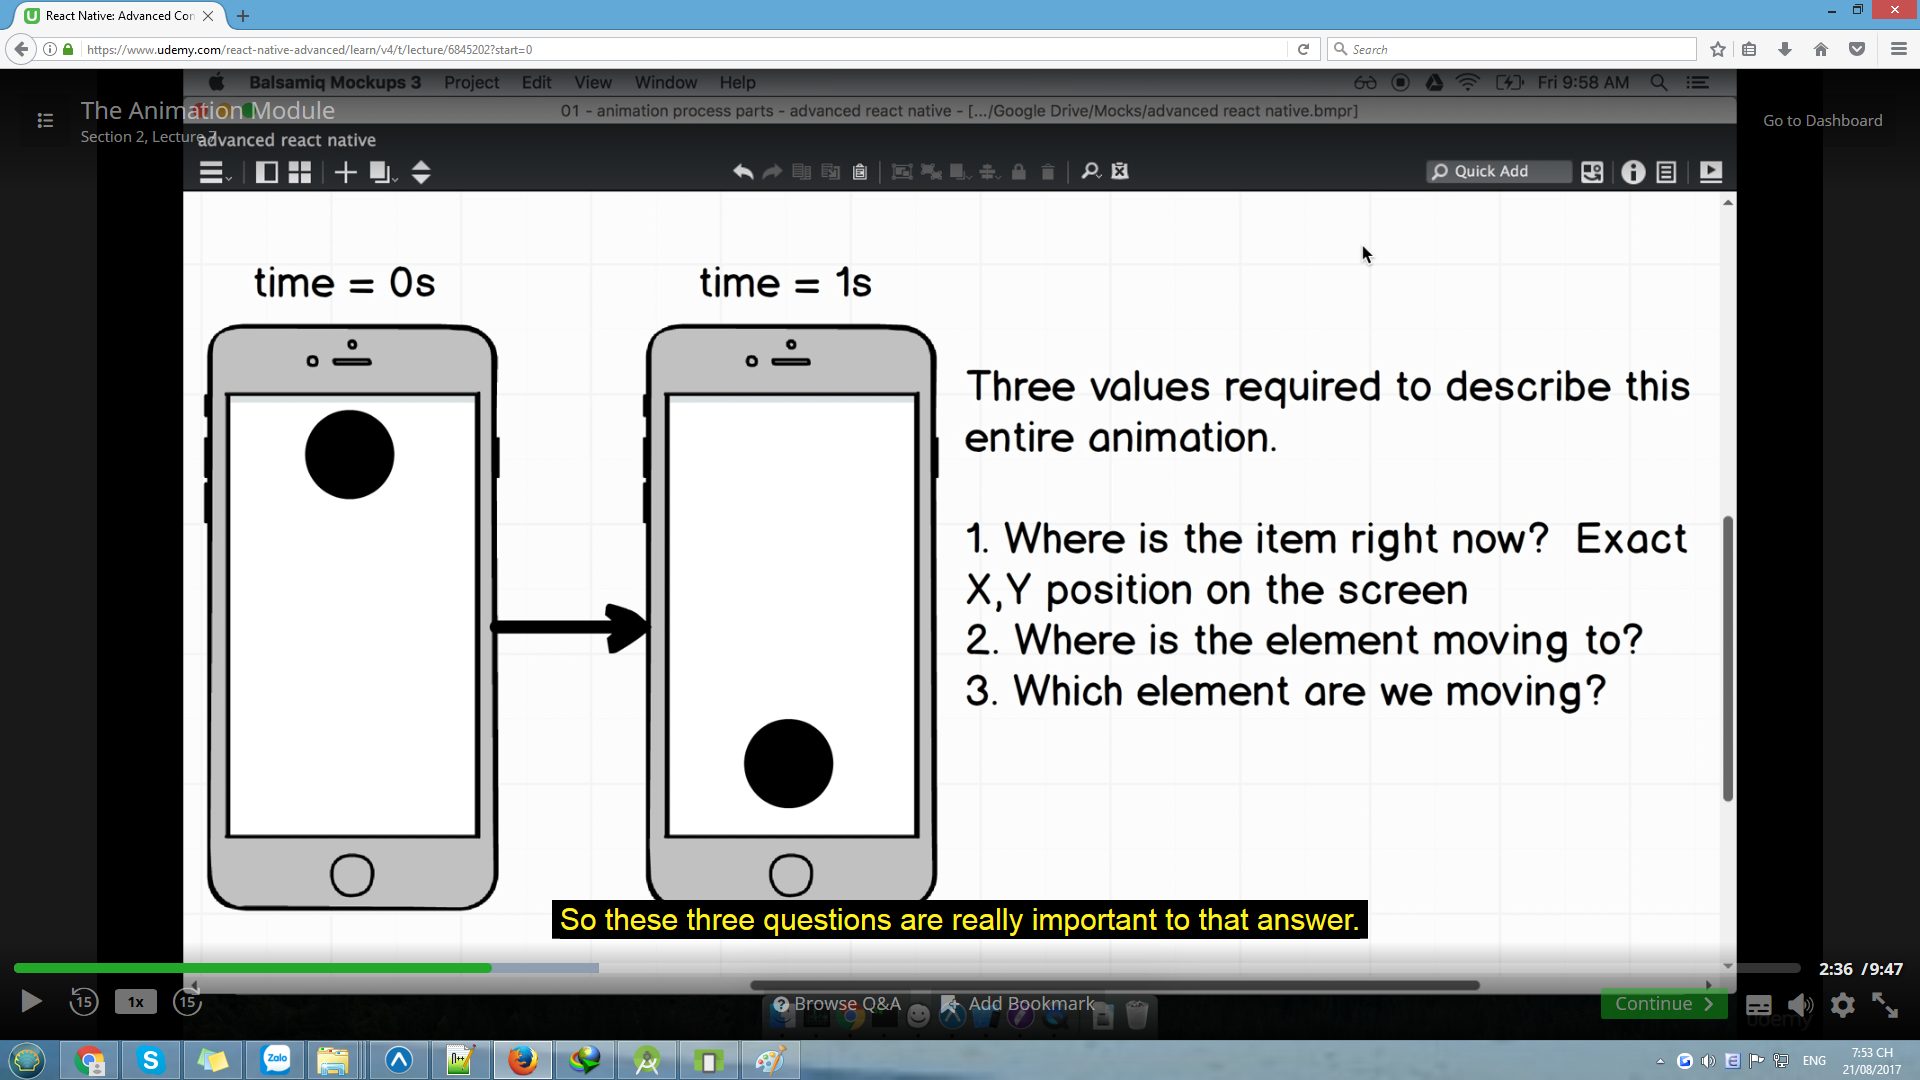 React Native: Advanced Con
https://www.udemy.com/react-native-advanced/learn/v4/t/lecture/6845202?start=0
Search
Balsamiq Mockups 3 Project Edit View Window Help
Fri 9:58 AM
The Animation Module
01 - animation process parts - advanced react native - [.../Google Drive/Mocks/advanced react native.bmpr]
Section 2, Lecture 7
Go to Dashboard
advanced react native
Quick Add
time = 0s
time = 1s
Three values required to describe this
entire animation.
1. Where is the item right now? Exact
X,Y position on the screen
2. Where is the element moving to?
3. Which element are we moving?
So these three questions are really important to that answer.
2:36 / 9:47
15
1x
15
Browse Q&A
Add Bookmark
Continue
udemy
Zalo
ENG
7:53 CH
21/08/2017